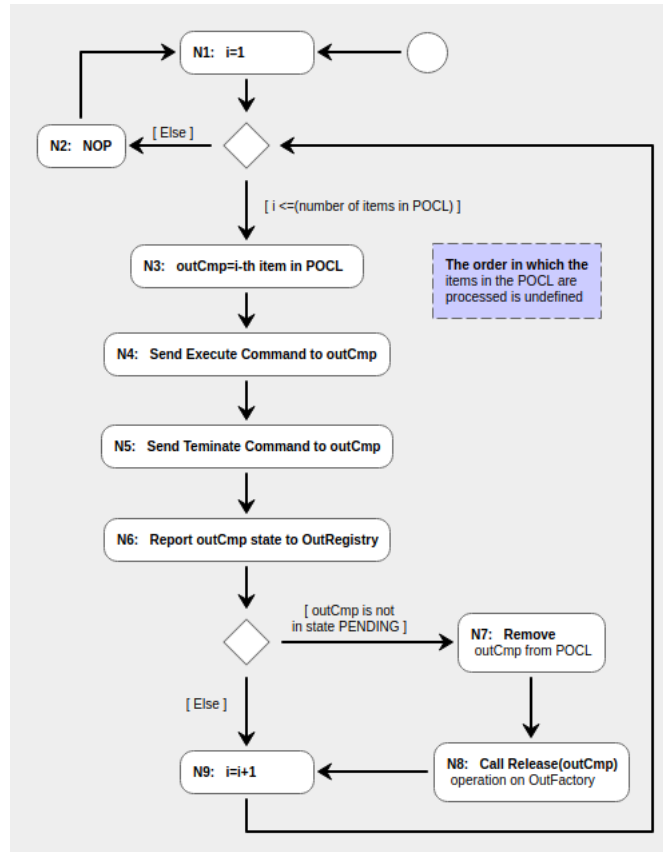 N1: i=1
[ Else ]
N2: NOP
[ i <=(number of items in POCL) ]
N3: outCmp=i-th item in POCL
The order in which the
items in the POCL are
processed is undefined
N4: Send Execute Command to outCmp
N5: Send Teminate Command to outCmp
N6: Report outCmp state to OutRegistry
[ outCmp is not
in state PENDING ]
N7: Remove
outCmp from POCL
[ Else ]
N8: Call Release(outCmp)
operation on OutFactory
N9: i=i+1